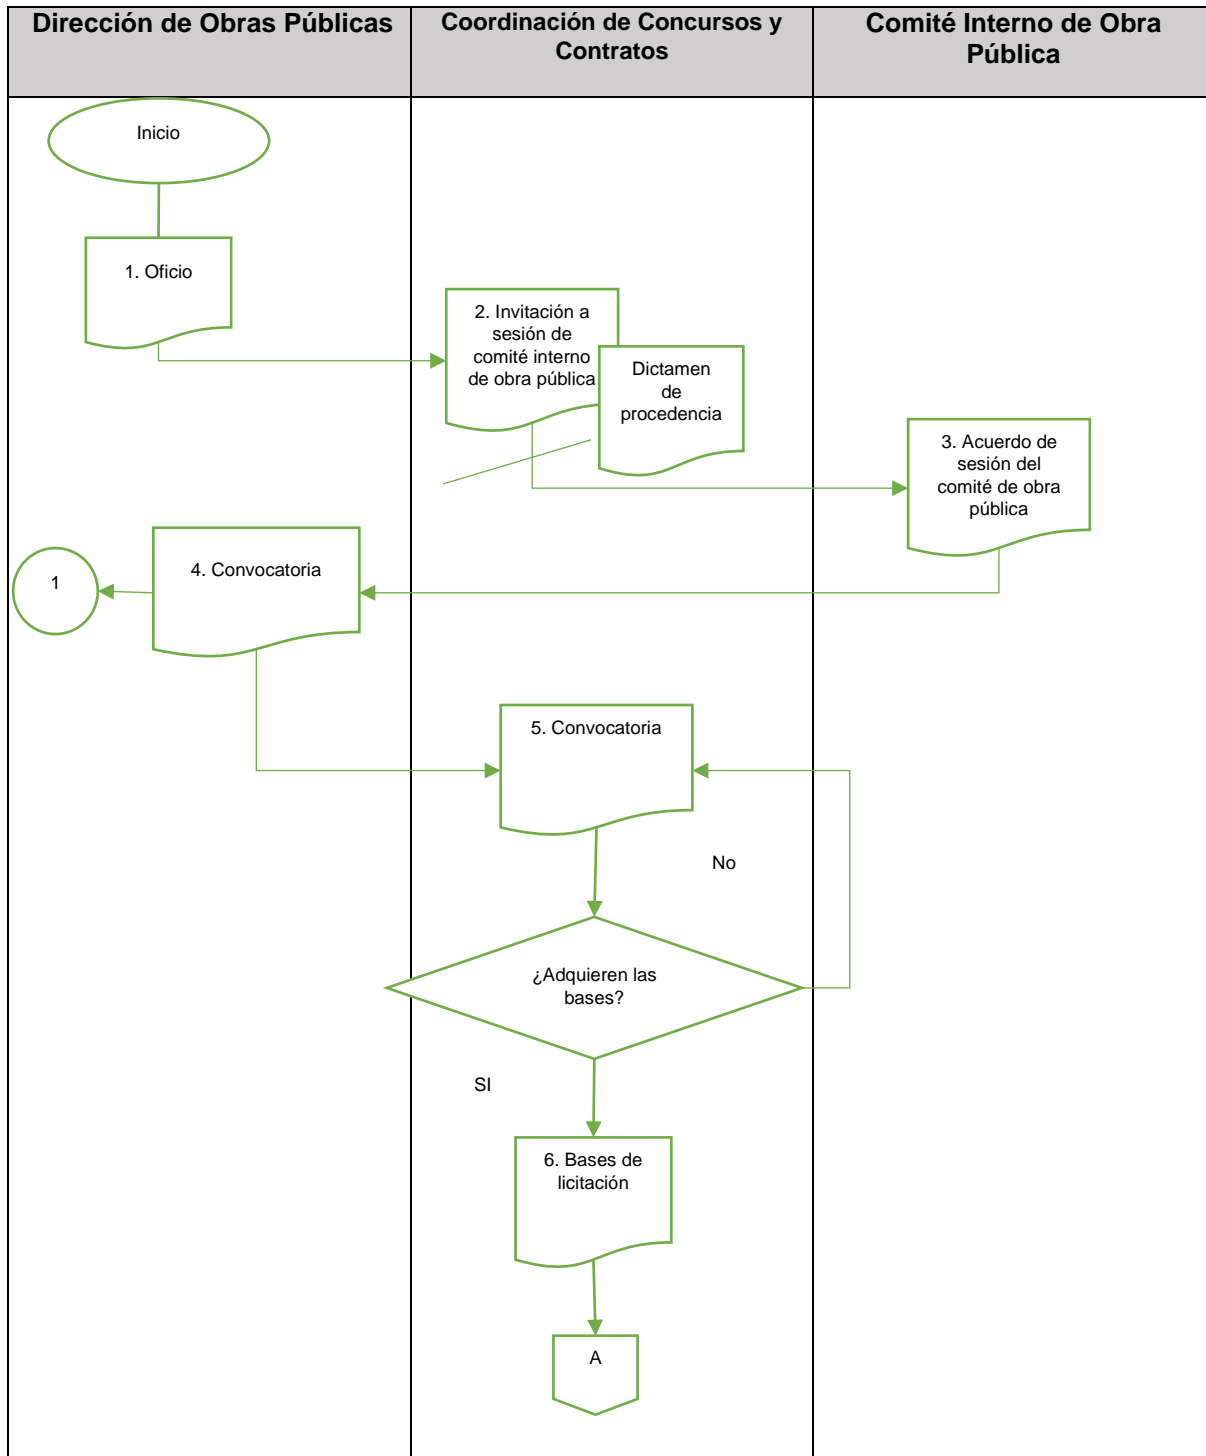 Dirección de Obras Públicas
Coordinación de Concursos y
Contratos
Comité Interno de Obra
Pública
Inicio
1. Oficio
2. Invitación a
sesión de
comité interno
de obra pública
Dictamen
de
procedencia
3. Acuerdo de
sesión del
comité de obra
pública
1
4. Convocatoria
5. Convocatoria
No
¿Adquieren las
bases?
SI
6. Bases de
licitación
A